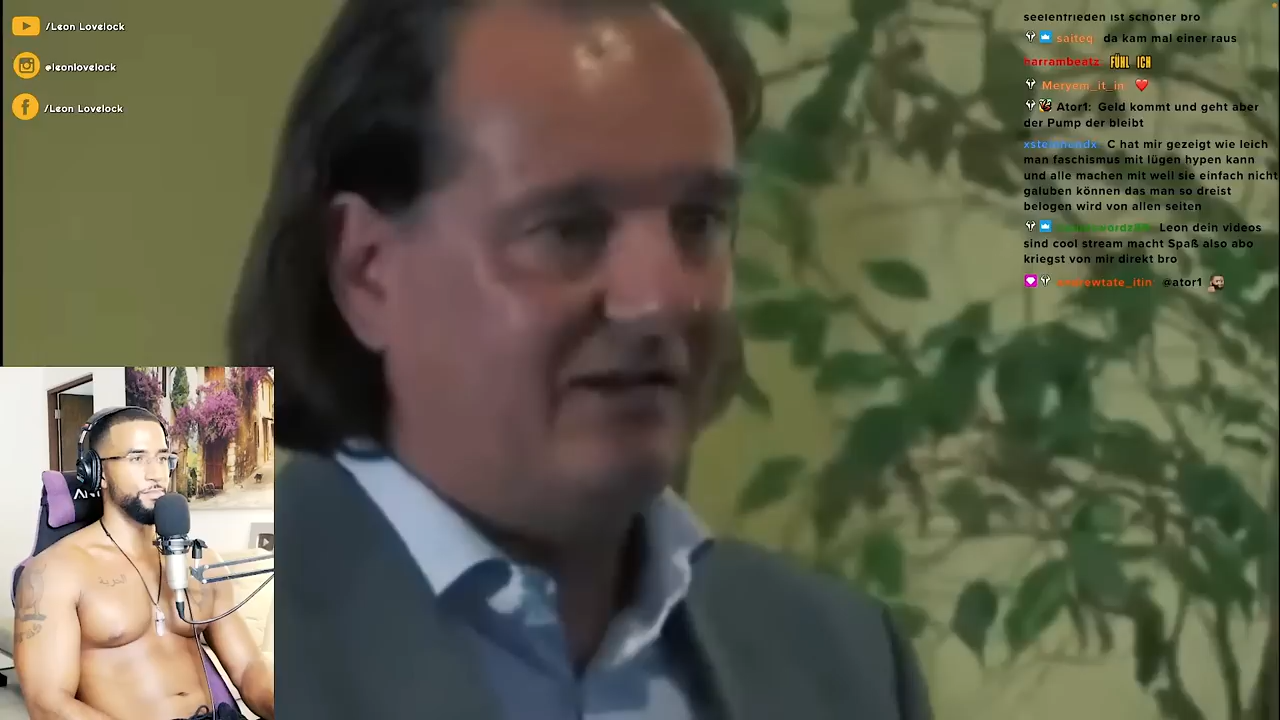 /Leon Lovelock
@leonlovelock
/Leon Lovelock
seelenfrieden ist schöner bro
saiteq da kam mal einer raus
harrambeatz FÜHL ICH
Meryem_it_in
Ator1: Geld kommt und geht aber
der Pump der bleibt
C hat mir gezeigt wie leich
man faschismus mit lügen hypen kann
und alle machen mit weil sie einfach nicht
galuben können das man so dreist
belogen wird von allen seiten
Leon dein videos
sind cool stream macht Spaß also abo
kriegst von mir direkt bro
andrewtate_itin @ator1